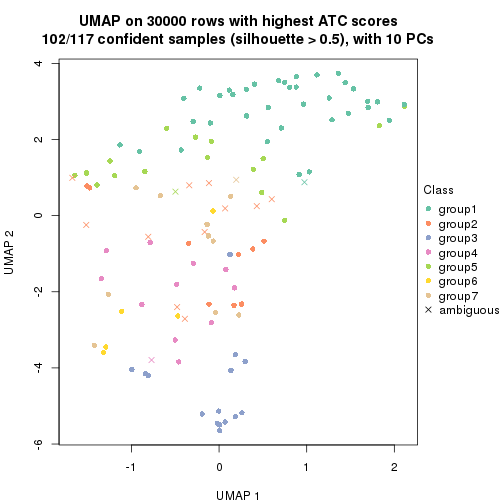 UMAP on 30000 rows with highest ATC scores
102/117 confident samples (silhouette > 0.5), with 10 PCs
4
2
0
-2
-4
-6
UMAP 2
-1
0
1
2
UMAP 1
Class
group1
group2
group3
group4
group5
group6
group7
ambiguous